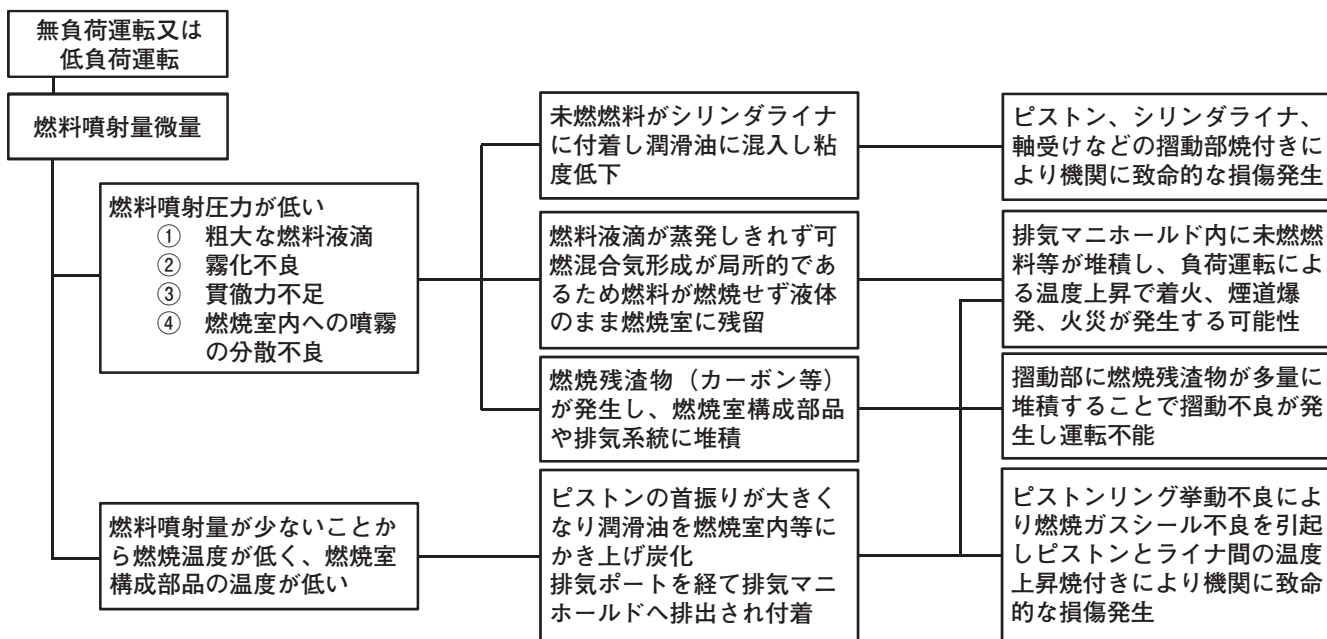 無負荷運転又は
低負荷運転
燃料噴射量微量
燃料噴射圧力が低い
① 粗大な燃料液滴
② 霧化不良
③ 貫徹力不足
④ 燃焼室内への噴霧
の分散不良
燃料噴射量が少ないことか
ら燃焼温度が低く、燃焼室
構成部品の温度が低い
未燃燃料がシリンダライナ
に付着し潤滑油に混入し粘
度低下
燃料液滴が蒸発しきれず可
燃混合気形成が局所的であ
るため燃料が燃焼せず液体
のまま燃焼室に残留
燃焼残渣物（カーボン等）
が発生し、燃焼室構成部品
や排気系統に堆積
ピストンの首振りが大きく
なり潤滑油を燃焼室内等に
かき上げ炭化
排気ポートを経て排気マニ
ホールドへ排出され付着
ピストン、シリンダライナ、
軸受けなどの摺動部焼付きに
より機関に致命的な損傷発生
排気マニホールド内に未燃燃
料等が堆積し、負荷運転によ
る温度上昇で着火、煙道爆
発、火災が発生する可能性
摺動部に燃焼残渣物が多量に
堆積することで摺動不良が発
生し運転不能
ピストンリング挙動不良によ
り燃焼ガスシール不良を引起
しピストンとライナ間の温度
上昇焼付きにより機関に致命
的な損傷発生